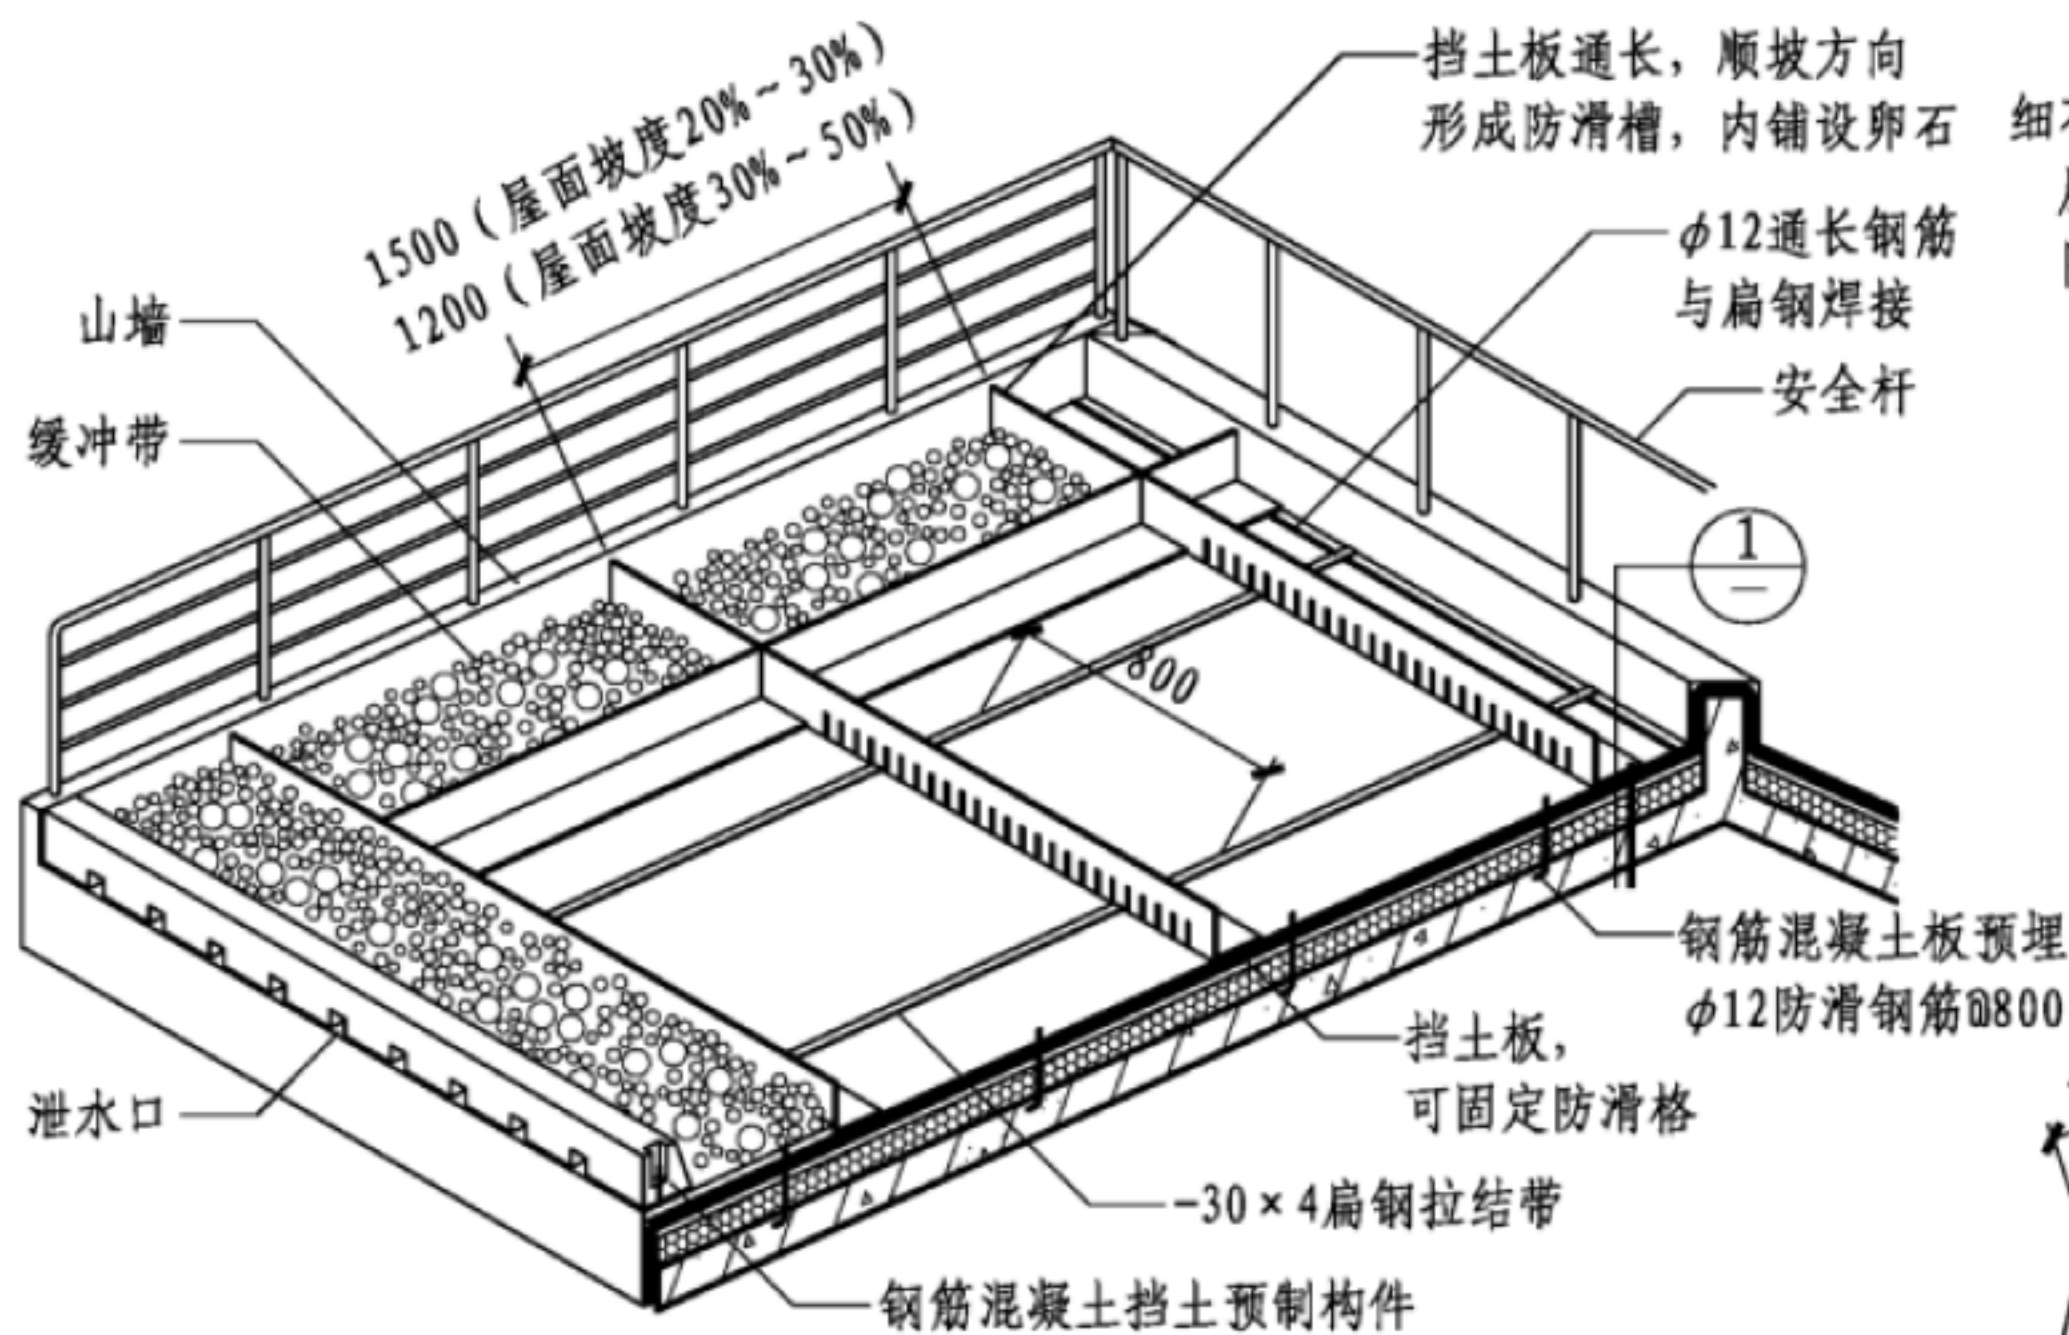 挡土板通长，顺坡方向
形成防滑槽，内铺设卵石
1500（屋面坡度20%~30%）
1200（屋面坡度30%~50%）
ϕ12通长钢筋
与扁钢焊接
山墙
安全杆
缓冲带
1
800
钢筋混凝土板预埋
ϕ12防滑钢筋@800
挡土板，
可固定防滑格
泄水口
-30×4扁钢拉结带
钢筋混凝土挡土预制构件
细